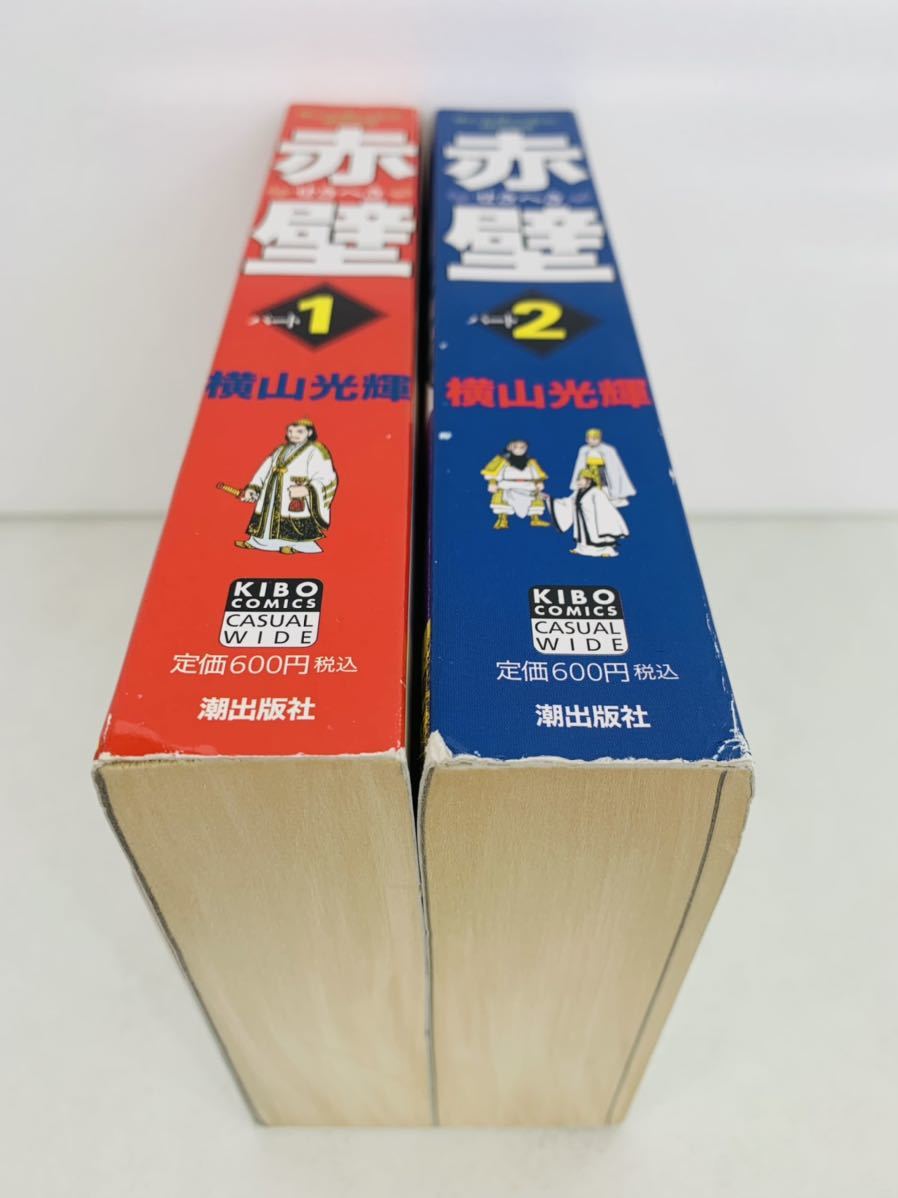 赤壁
せきへき
パート1
横山光輝
KIBO
COMICS
CASUAL
WIDE
定価600円税込
潮出版社
赤壁
せきへき
パート2
横山光輝
KIBO
COMICS
CASUAL
WIDE
定価600円税込
潮出版社